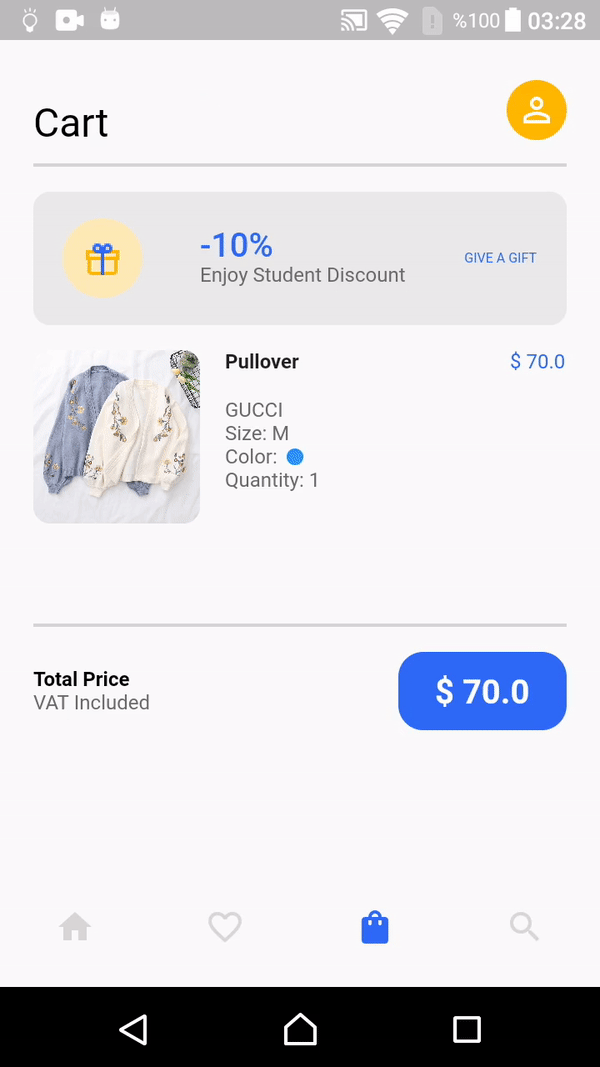 %100 03:28
Cart
-10%
Enjoy Student Discount
GIVE A GIFT
Pullover
$ 70.0
GUCCI
Size: M
Color:
Quantity: 1
Total Price
VAT Included
$ 70.0